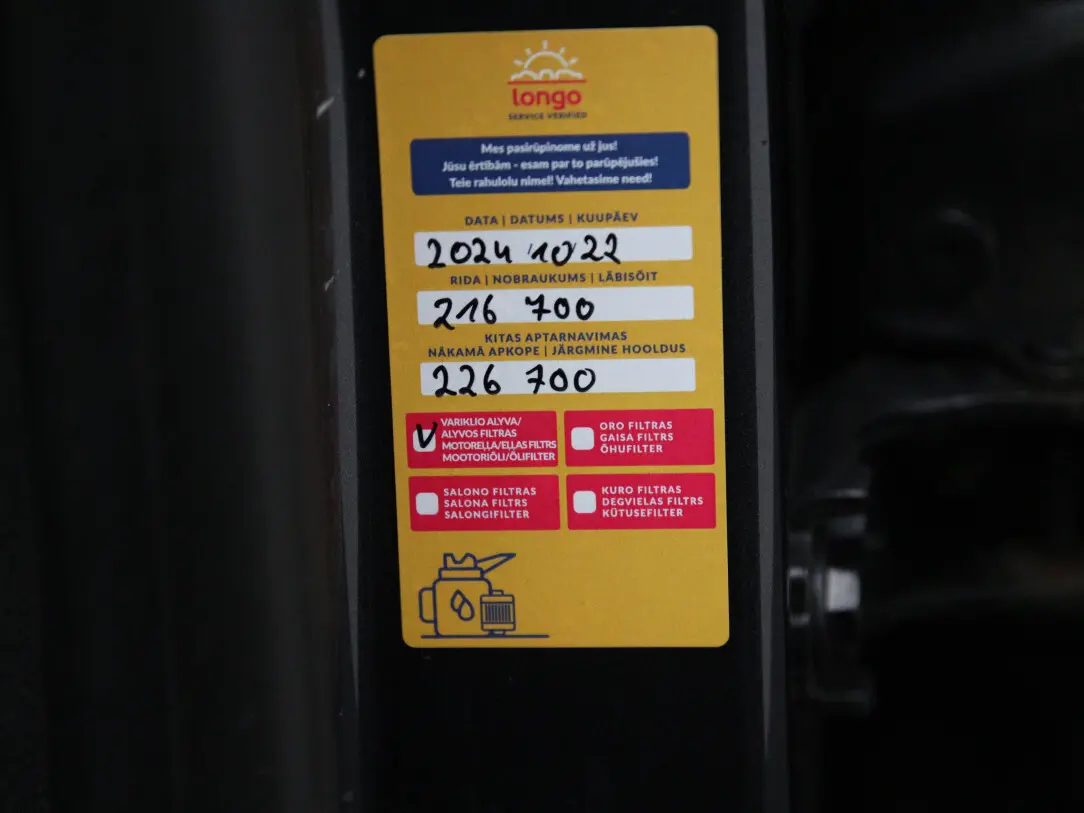 longo
SERVICE VERIFIED
Mes pasirūpinome už jus!
Jūsu ērtībām - esam par to parūpējušies!
Teie rahulolu nimel! Vahetasime need!
DATA | DATUMS | KUUPÄEV
2024 10 22
RIDA | NOBRAUKUMS | LÄBISÕIT
216 700
KITAS APTARNAVIMAS
NĀKAMĀ APKOPE | JÄRGMINE HOOLDUS
226 700
V
VARIKLIO ALYVA/
ALYVOS FILTRAS
MOTOREĻĻA/EĻĻAS FILTRS
MOOTORIÕLI/ÕLIFILTER
ORO FILTRAS
GAISA FILTRS
ÕHUFILTER
SALONO FILTRAS
SALONA FILTRS
SALONGIFILTER
KURO FILTRAS
DEGVIELAS FILTRS
KÜTUSEFILTER